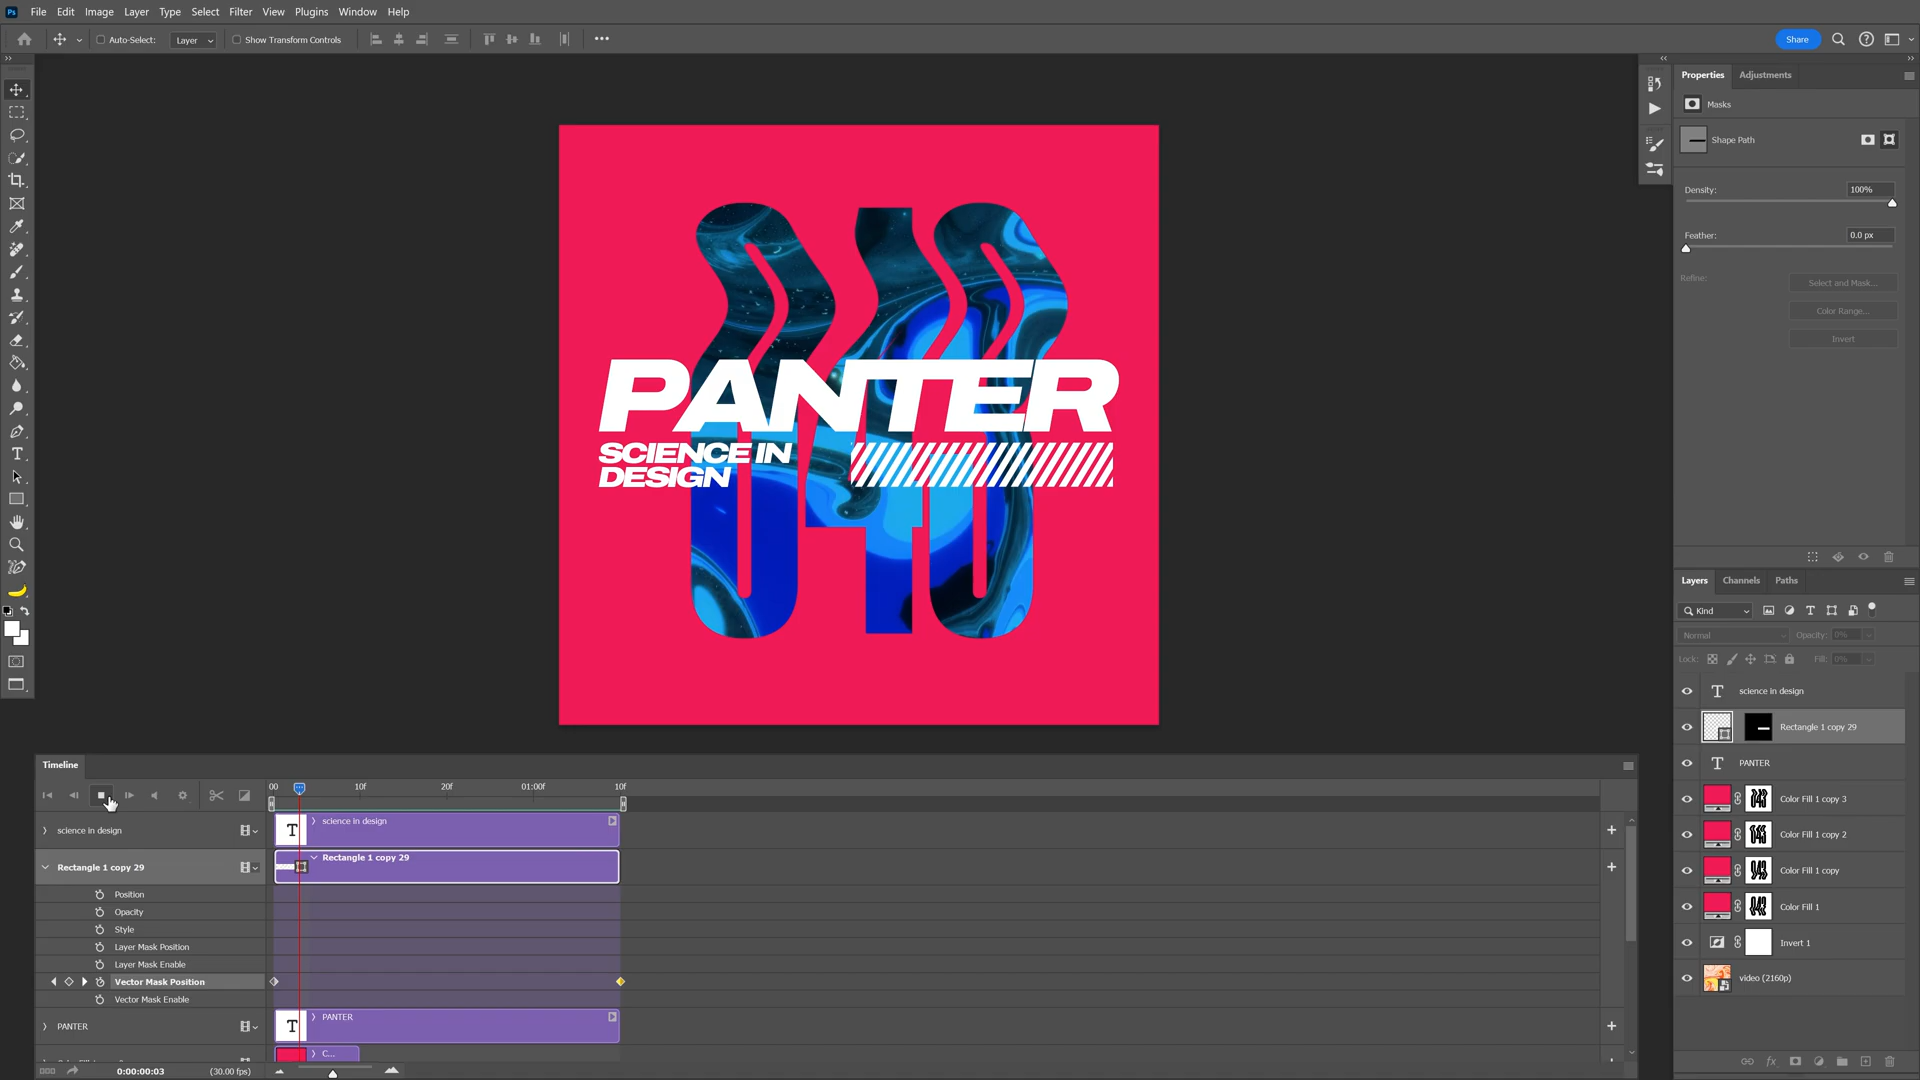 Ps File Edit Image Layer Type Select Filter View Plugins Window Help
Auto-Select: Layer Show Transform Controls Share
Properties Adjustments
Masks
Shape Path
Density: 100%
Feather: 0.0 px
Refine: Select and Mask...
Color Range...
Invert
PANTER
SCIENCE IN
DESIGN
040
Layers Channels Paths
Kind
Normal Opacity: 0%
Lock: Fill: 0%
T science in design
Rectangle 1 copy 29
T PANTER
Color Fill 1 copy 3
Color Fill 1 copy 2
Color Fill 1 copy
Color Fill 1
Invert 1
video (2160p)
Timeline
00 10f 20f 01:00f 10f
science in design T science in design
Rectangle 1 copy 29 Rectangle 1 copy 29
Position
Opacity
Style
Layer Mask Position
Layer Mask Enable
Vector Mask Position
Vector Mask Enable
PANTER T PANTER
C...
0:00:00:03 (30.00 fps)